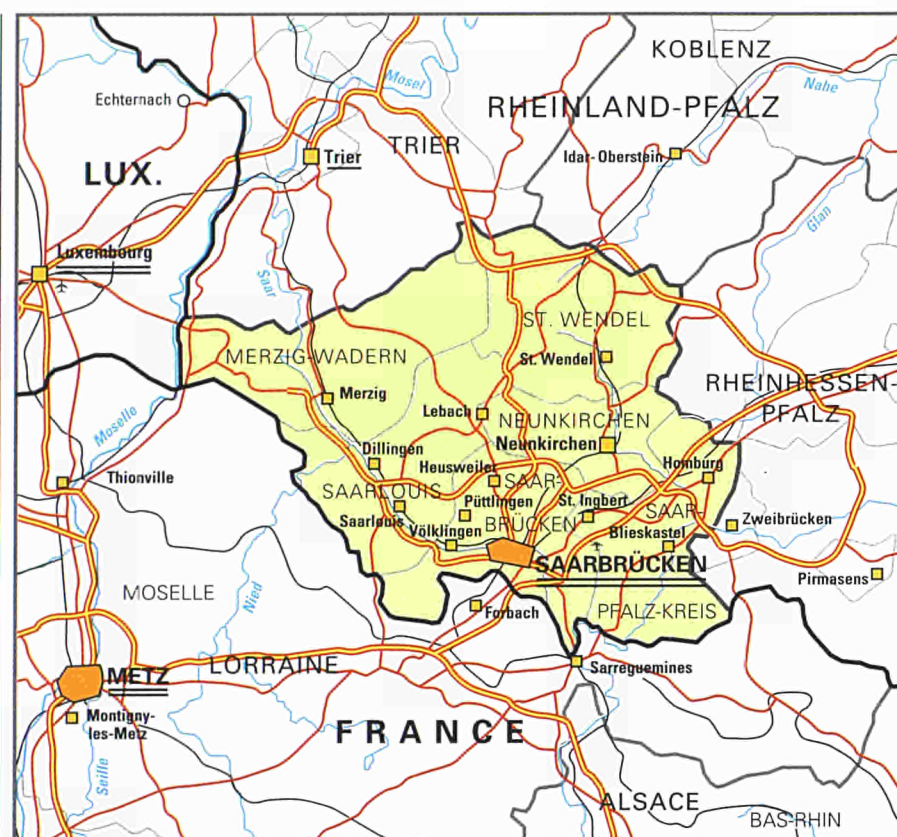 KOBLENZ
Mosel
Nahe
Echternach
RHEINLAND-PFALZ
TRIER
Trier
Idar-Oberstein
LUX.
Glan
Luxembourg
Saar
ST. WENDEL
MERZIG-WADERN
St. Wendel
RHEINHESSEN-
PFALZ
Merzig
Lebach
NEUNKIRCHEN
Moselle
Neunkirchen
Dillingen
Heusweiler
Homburg
Thionville
SAARLOUIS
SAAR-
BRÜCKEN
Püttlingen
St. Ingbert
SAAR-
PFALZ-KREIS
Saarlouis
Völklingen
Blieskastel
Zweibrücken
SAARBRÜCKEN
Pirmasens
MOSELLE
Nied
Forbach
LORRAINE
Sarreguemines
METZ
Montigny-
les-Metz
FRANCE
Seille
ALSACE
BAS-RHIN